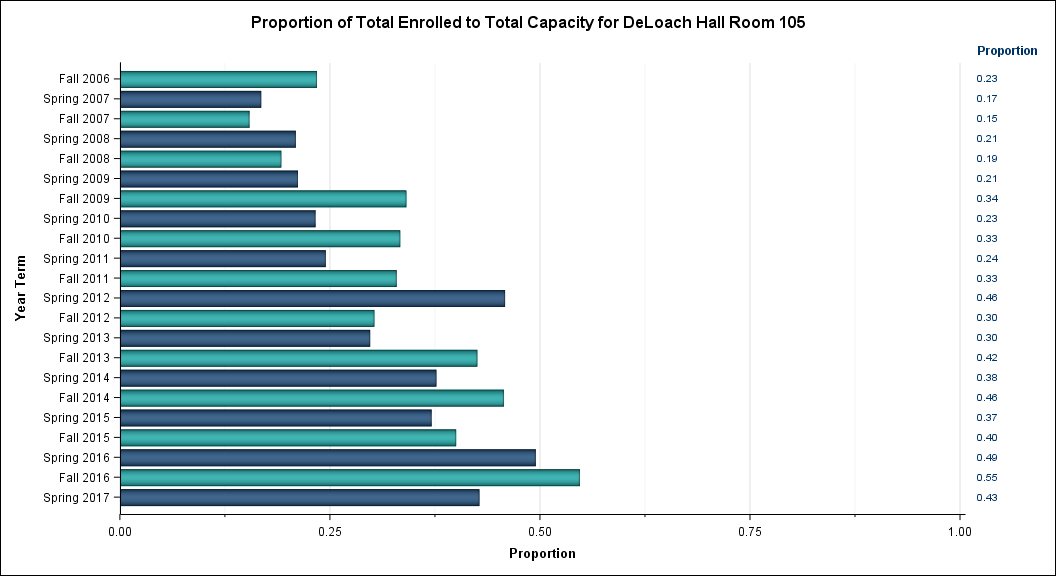 Proportion of Total Enrolled to Total Capacity for DeLoach Hall Room 105
Proportion
Fall 2006 0.23
Spring 2007 0.17
Fall 2007 0.15
Spring 2008 0.21
Fall 2008 0.19
Spring 2009 0.21
Fall 2009 0.34
Spring 2010 0.23
Fall 2010 0.33
Spring 2011 0.24
Fall 2011 0.33
Spring 2012 0.46
Fall 2012 0.30
Spring 2013 0.30
Fall 2013 0.42
Spring 2014 0.38
Fall 2014 0.46
Spring 2015 0.37
Fall 2015 0.40
Spring 2016 0.49
Fall 2016 0.55
Spring 2017 0.43
Year Term
0.00 0.25 0.50 0.75 1.00
Proportion